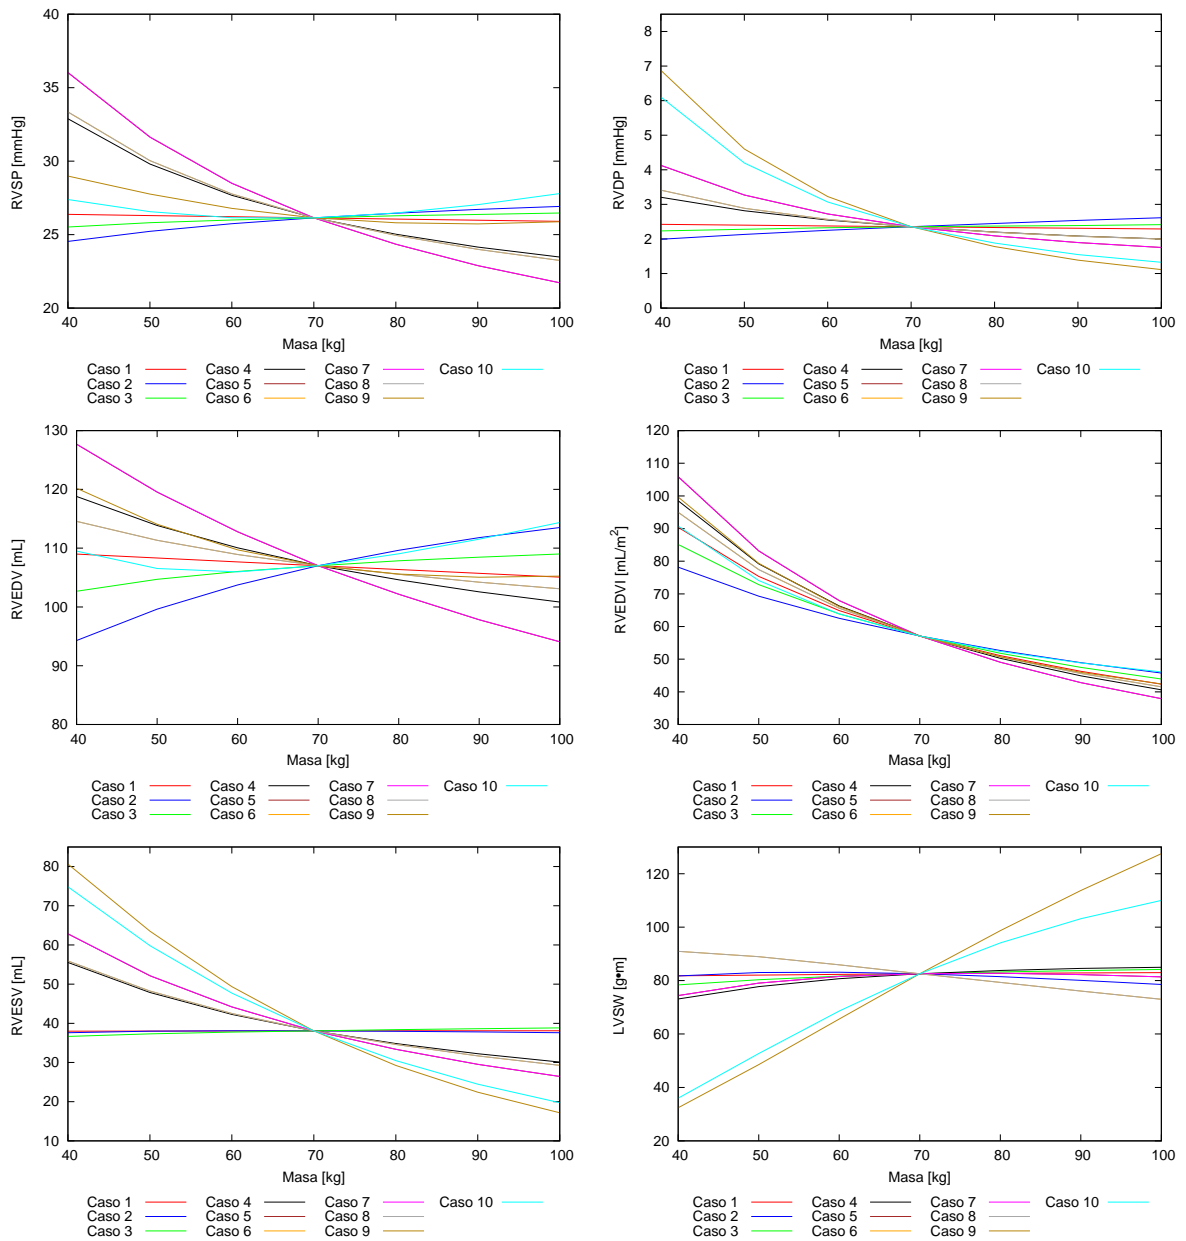 RVSP [mmHg]
40
35
30
25
20
40 50 60 70 80 90 100
Masa [kg]
Caso 1 Caso 4 Caso 7 Caso 10
Caso 2 Caso 5 Caso 8
Caso 3 Caso 6 Caso 9
RVDP [mmHg]
8
7
6
5
4
3
2
1
0
40 50 60 70 80 90 100
Masa [kg]
Caso 1 Caso 4 Caso 7 Caso 10
Caso 2 Caso 5 Caso 8
Caso 3 Caso 6 Caso 9
RVEDV [mL]
130
120
110
100
90
80
40 50 60 70 80 90 100
Masa [kg]
Caso 1 Caso 4 Caso 7 Caso 10
Caso 2 Caso 5 Caso 8
Caso 3 Caso 6 Caso 9
RVEDVI [mL/m²]
120
110
100
90
80
70
60
50
40
30
40 50 60 70 80 90 100
Masa [kg]
Caso 1 Caso 4 Caso 7 Caso 10
Caso 2 Caso 5 Caso 8
Caso 3 Caso 6 Caso 9
RVESV [mL]
80
70
60
50
40
30
20
10
40 50 60 70 80 90 100
Masa [kg]
Caso 1 Caso 4 Caso 7 Caso 10
Caso 2 Caso 5 Caso 8
Caso 3 Caso 6 Caso 9
LVSW [g•m]
120
100
80
60
40
20
40 50 60 70 80 90 100
Masa [kg]
Caso 1 Caso 4 Caso 7 Caso 10
Caso 2 Caso 5 Caso 8
Caso 3 Caso 6 Caso 9